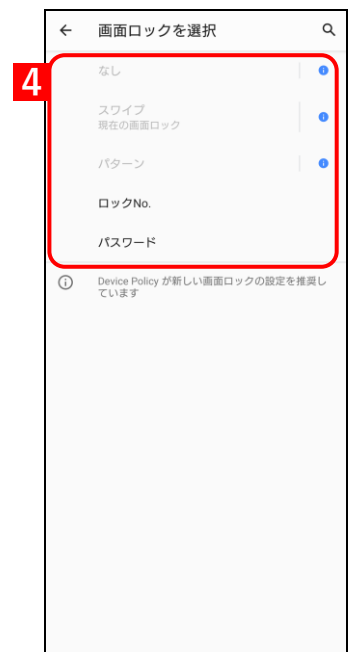 画面ロックを選択
4
なし
スワイプ
現在の画面ロック
パターン
ロックNo.
パスワード
Device Policy が新しい画面ロックの設定を推奨し
ています